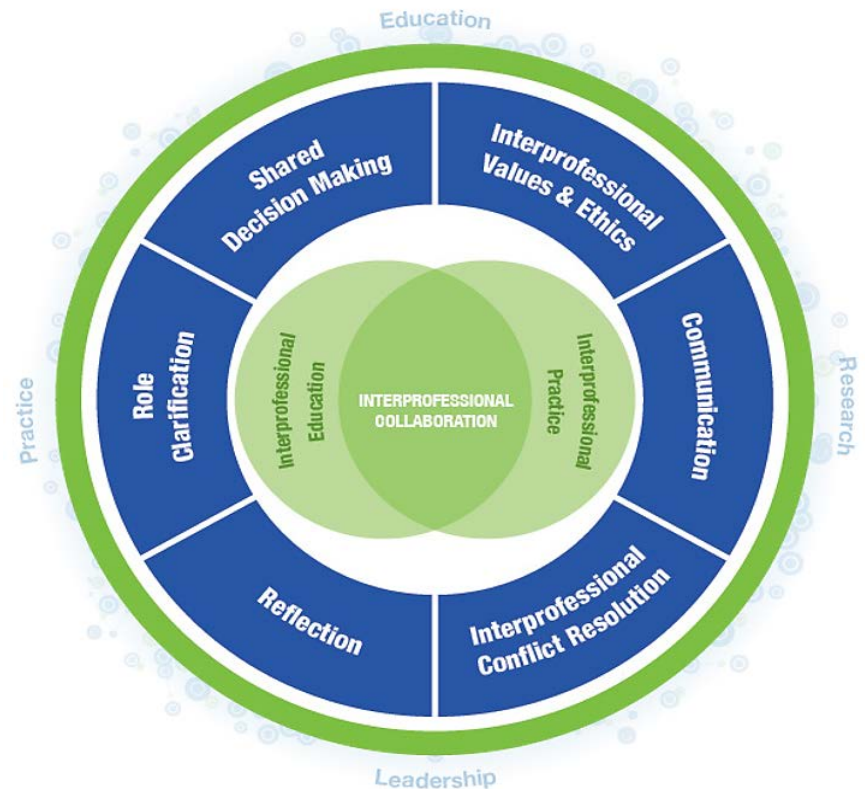 Education
Shared
Decision Making
Interprofessional
Values & Ethics
Role
Clarification
Interprofessional
Education
INTERPROFESSIONAL
COLLABORATION
Interprofessional
Practice
Communication
Practice
Research
Reflection
Interprofessional
Conflict Resolution
Leadership